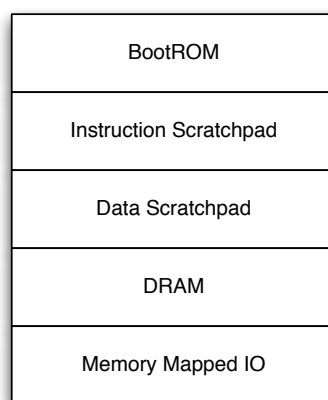 BootROM
Instruction Scratchpad
Data Scratchpad
DRAM
Memory Mapped IO